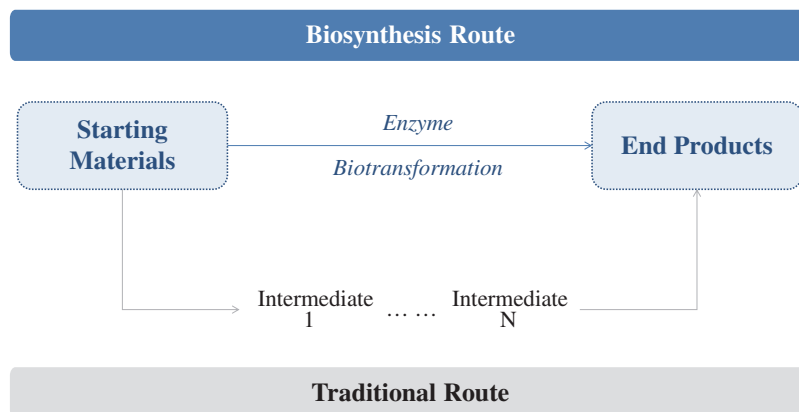 Biosynthesis Route
Starting
Materials
Enzyme
Biotransformation
End Products
Intermediate
1
... ...
Intermediate
N
Traditional Route